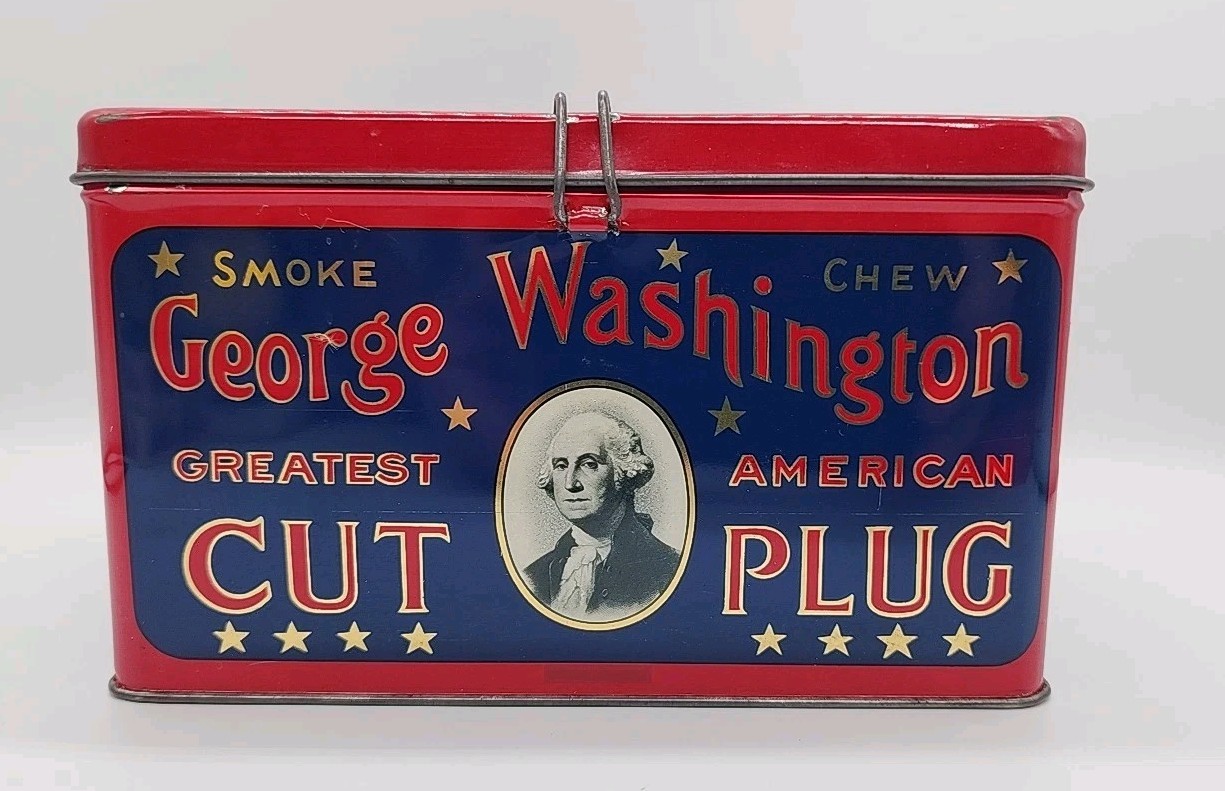 SMOKE CHEW
George Washington
GREATEST AMERICAN
CUT PLUG